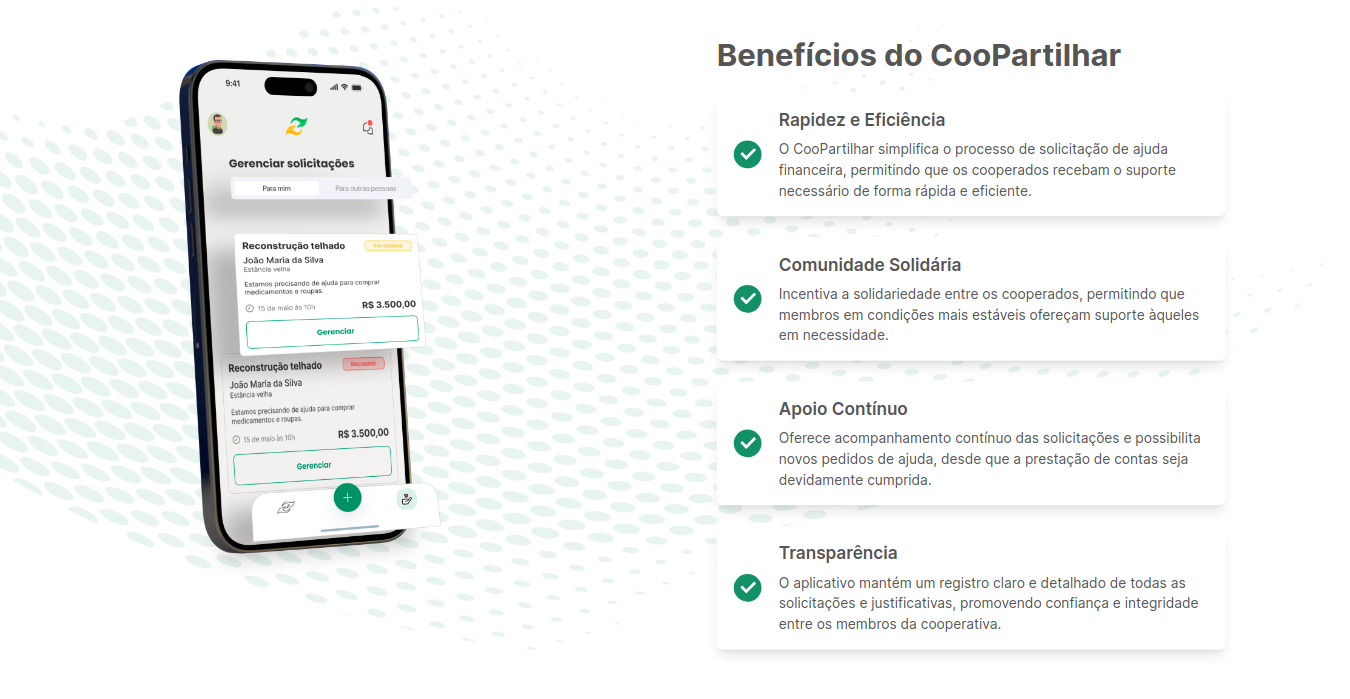 9:41
Gerenciar solicitações
Para mim
Para outras pessoas
Reconstrução telhado
Em análise
João Maria da Silva
Estância velha
Estamos precisando de ajuda para comprar
medicamentos e roupas.
15 de maio às 10h
R$ 3.500,00
Gerenciar
Reconstrução telhado
Recusado
João Maria da Silva
Estância velha
Estamos precisando de ajuda para comprar
medicamentos e roupas.
15 de maio às 10h
R$ 3.500,00
Gerenciar
Benefícios do CooPartilhar
Rapidez e Eficiência
O CooPartilhar simplifica o processo de solicitação de ajuda
financeira, permitindo que os cooperados recebam o suporte
necessário de forma rápida e eficiente.
Comunidade Solidária
Incentiva a solidariedade entre os cooperados, permitindo que
membros em condições mais estáveis ofereçam suporte àqueles
em necessidade.
Apoio Contínuo
Oferece acompanhamento contínuo das solicitações e possibilita
novos pedidos de ajuda, desde que a prestação de contas seja
devidamente cumprida.
Transparência
O aplicativo mantém um registro claro e detalhado de todas as
solicitações e justificativas, promovendo confiança e integridade
entre os membros da cooperativa.